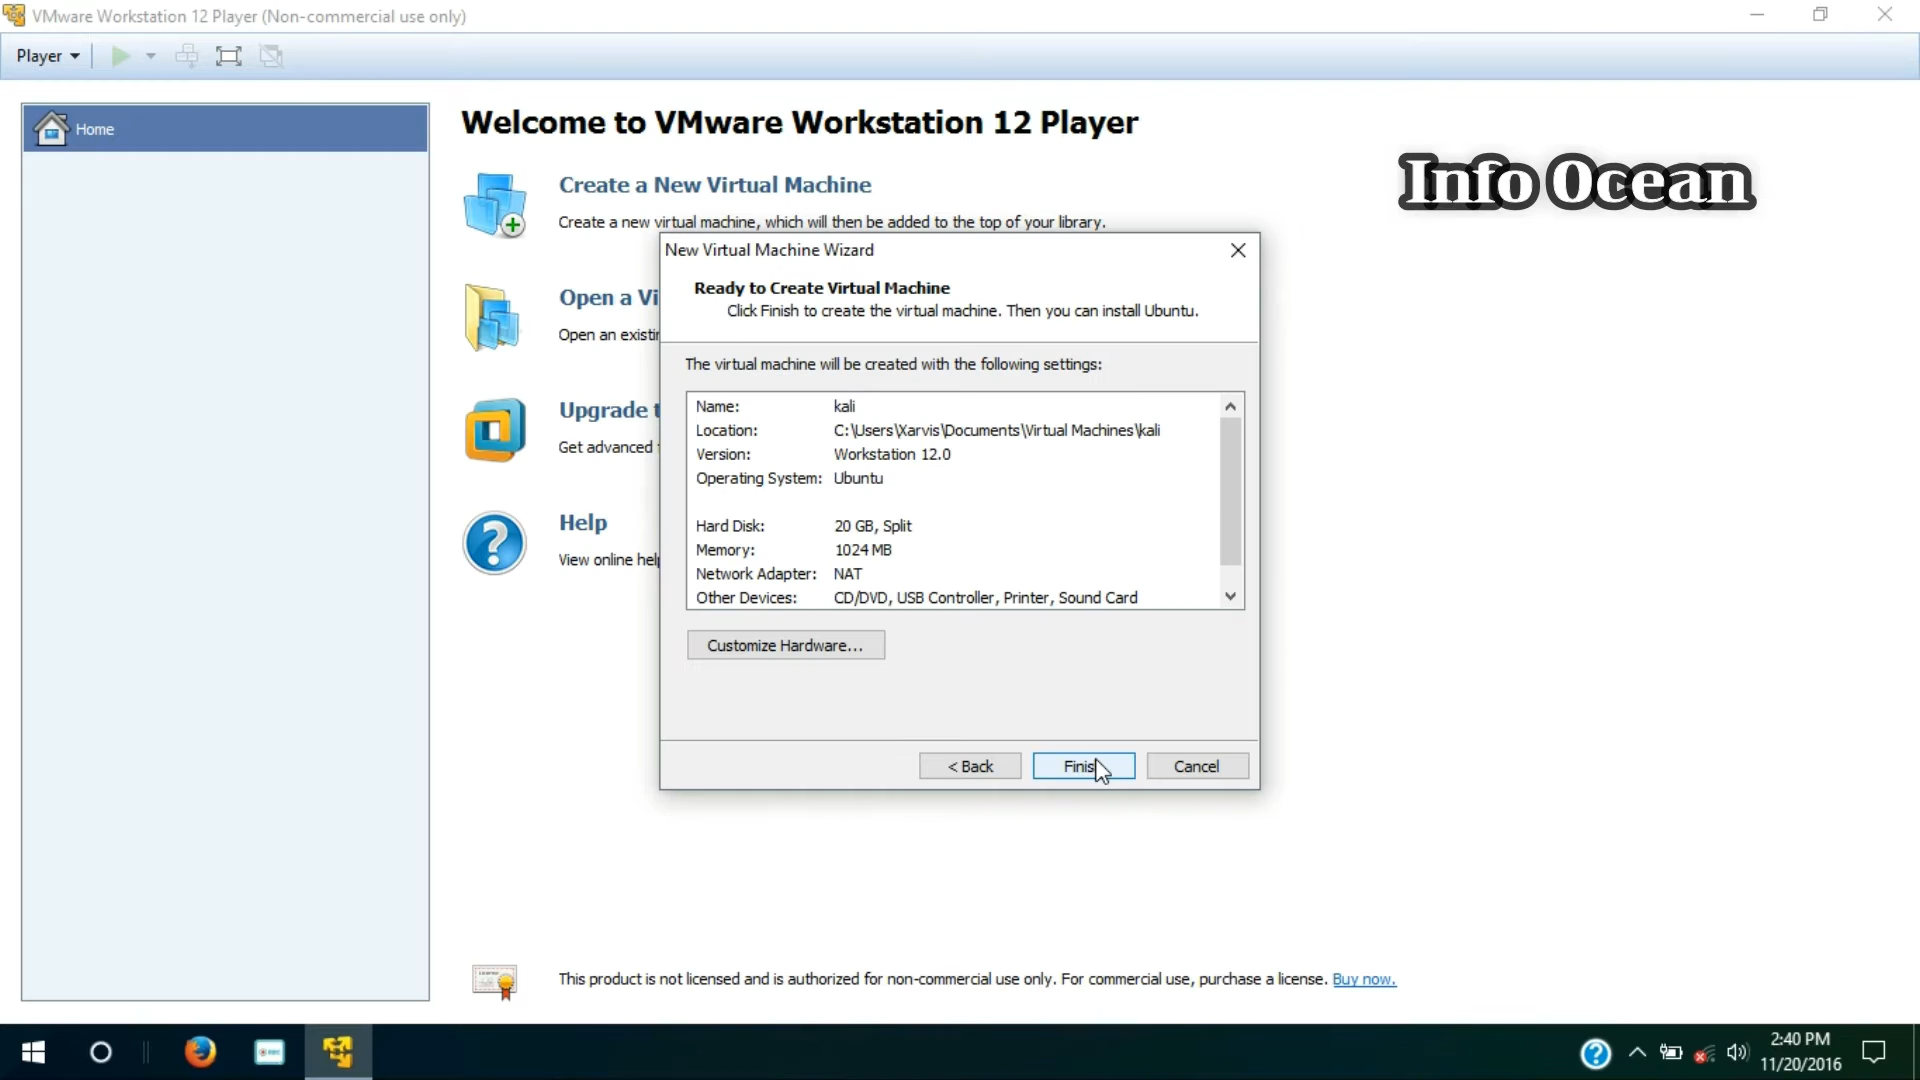 VMware Workstation 12 Player (Non-commercial use only)
Player
Home
Welcome to VMware Workstation 12 Player
Info Ocean
Create a New Virtual Machine
Create a new virtual machine, which will then be added to the top of your library.
New Virtual Machine Wizard
Ready to Create Virtual Machine
Click Finish to create the virtual machine. Then you can install Ubuntu.
Open a Vi
Open an existin
The virtual machine will be created with the following settings:
Name: kali
Location: C:\Users\Xarvis\Documents\Virtual Machines\kali
Version: Workstation 12.0
Operating System: Ubuntu
Hard Disk: 20 GB, Split
Memory: 1024 MB
Network Adapter: NAT
Other Devices: CD/DVD, USB Controller, Printer, Sound Card
Upgrade t
Get advanced
Help
View online help
Customize Hardware...
< Back
Finis
Cancel
This product is not licensed and is authorized for non-commercial use only. For commercial use, purchase a license. Buy now.
2:40 PM
11/20/2016